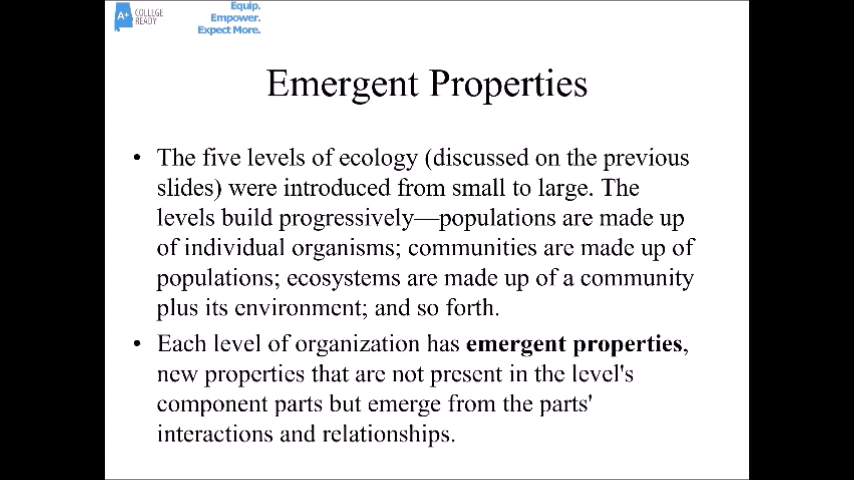 A+ COLLEGE
READY
Equip.
Empower.
Expect More.
Emergent Properties
• The five levels of ecology (discussed on the previous
slides) were introduced from small to large. The
levels build progressively—populations are made up
of individual organisms; communities are made up of
populations; ecosystems are made up of a community
plus its environment; and so forth.
• Each level of organization has emergent properties,
new properties that are not present in the level's
component parts but emerge from the parts'
interactions and relationships.